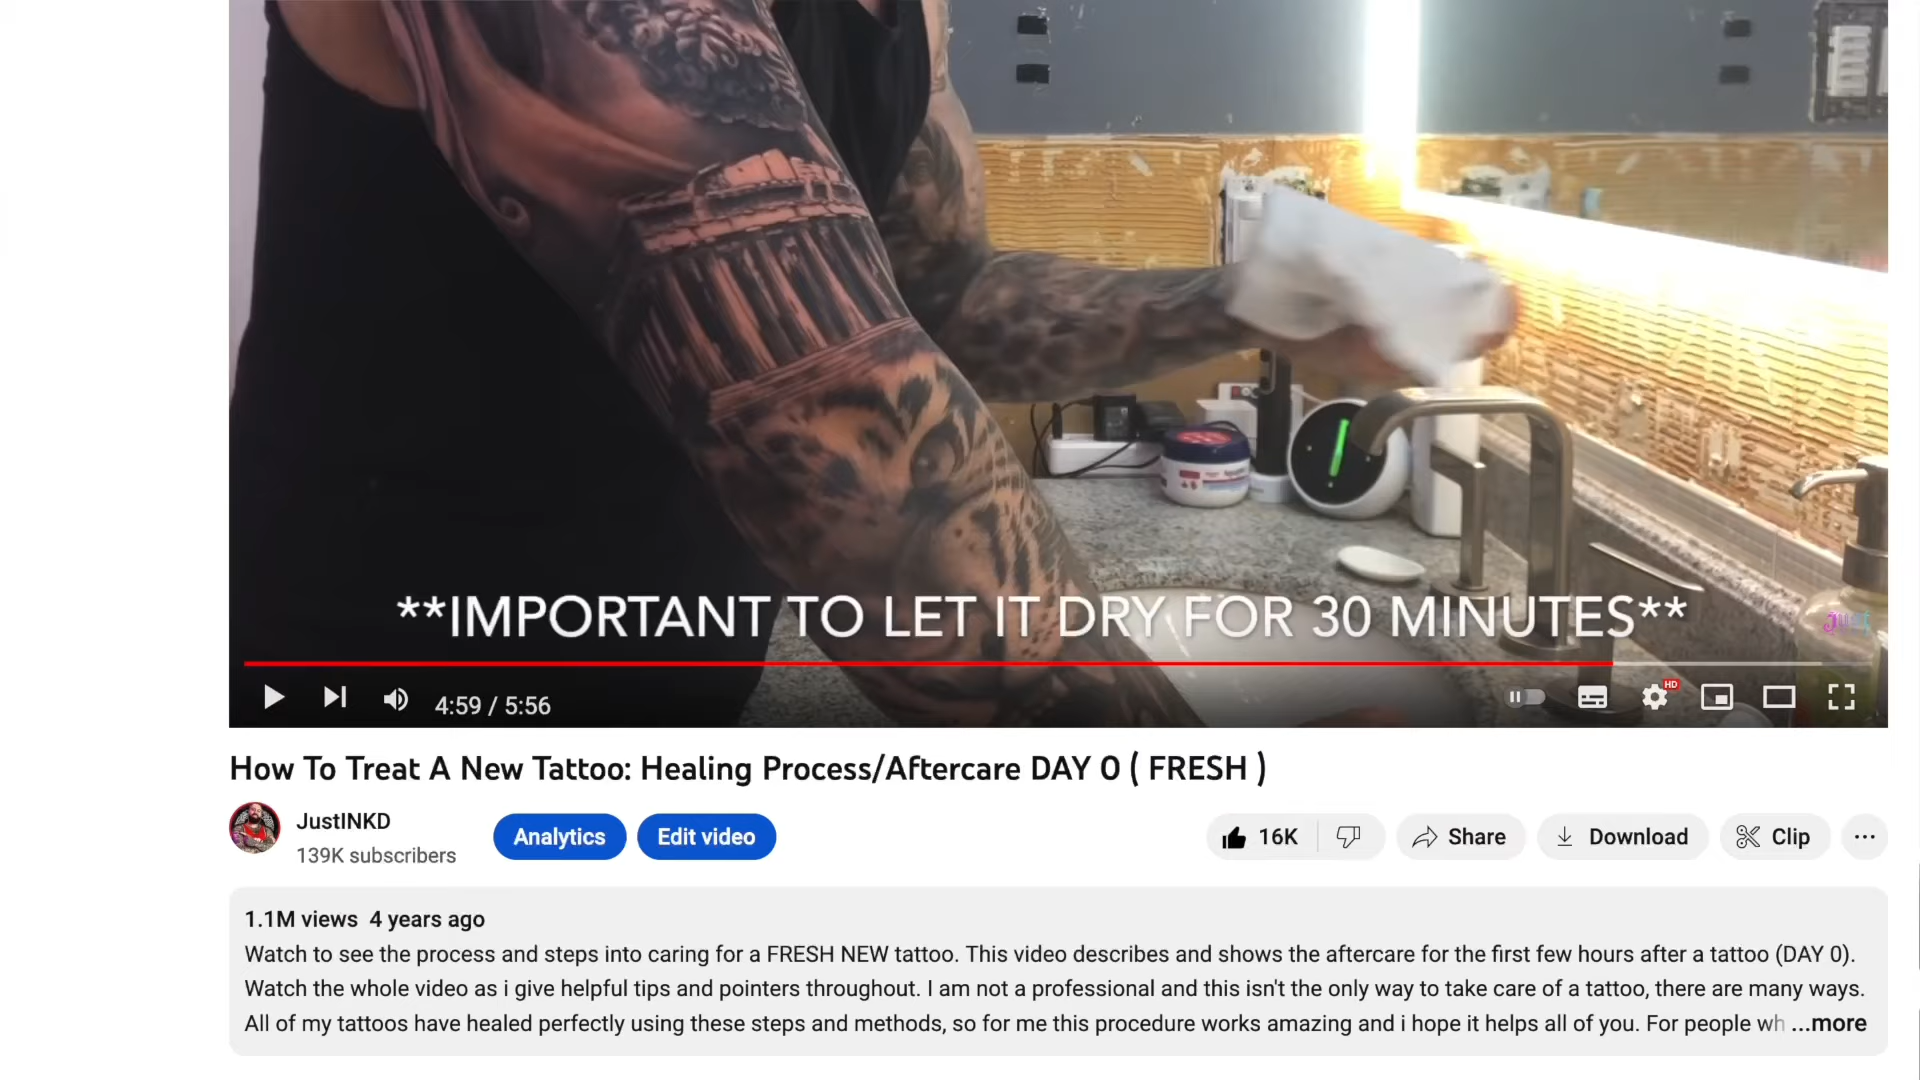 **IMPORTANT TO LET IT DRY FOR 30 MINUTES**
HD
4:59 / 5:56
How To Treat A New Tattoo: Healing Process/Aftercare DAY 0 ( FRESH )
JustINKD
139K subscribers
Analytics
Edit video
16K
Share
Download
Clip
1.1M views 4 years ago
Watch to see the process and steps into caring for a FRESH NEW tattoo. This video describes and shows the aftercare for the first few hours after a tattoo (DAY 0).
Watch the whole video as i give helpful tips and pointers throughout. I am not a professional and this isn't the only way to take care of a tattoo, there are many ways.
All of my tattoos have healed perfectly using these steps and methods, so for me this procedure works amazing and i hope it helps all of you. For people wh ...more